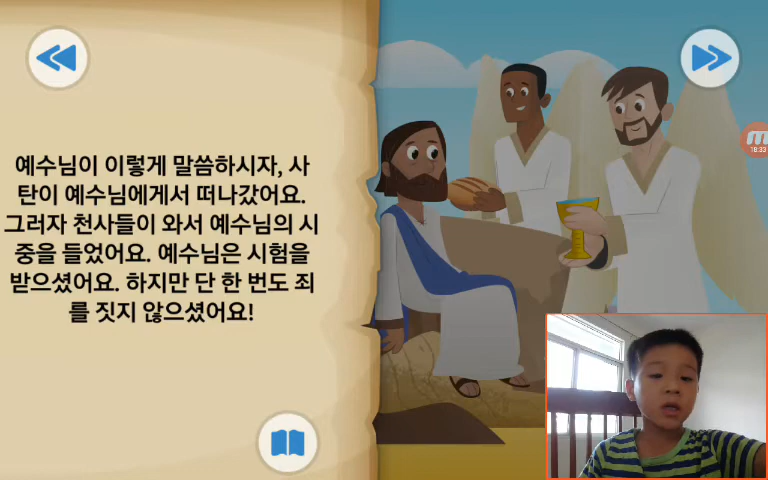 예수님이 이렇게 말씀하시자, 사
탄이 예수님에게서 떠나갔어요.
그러자 천사들이 와서 예수님의 시
중을 들었어요. 예수님은 시험을
받으셨어요. 하지만 단 한 번도 죄
를 짓지 않으셨어요!
18:33